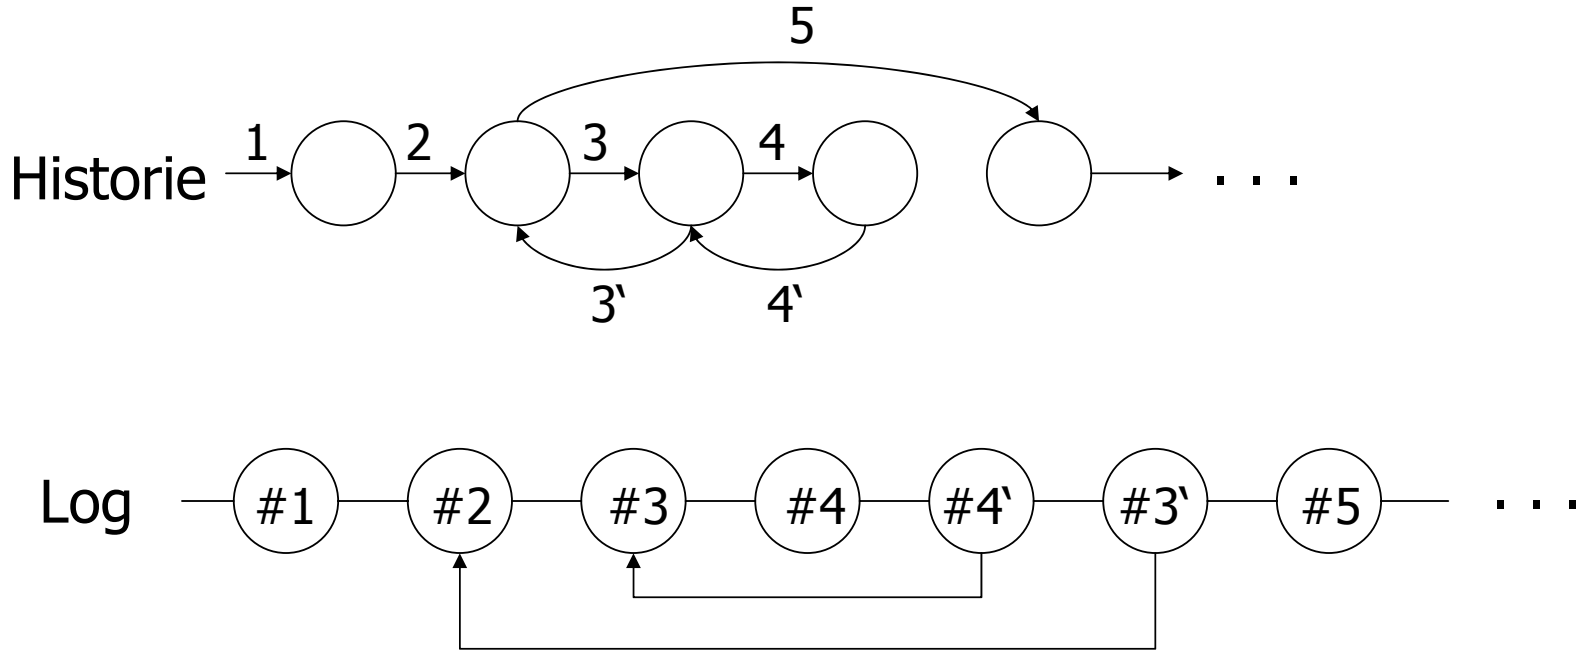 5
Historie 1 2 3 4 . . .
3‘ 4‘
Log #1 #2 #3 #4 #4‘ #3‘ #5 . . .